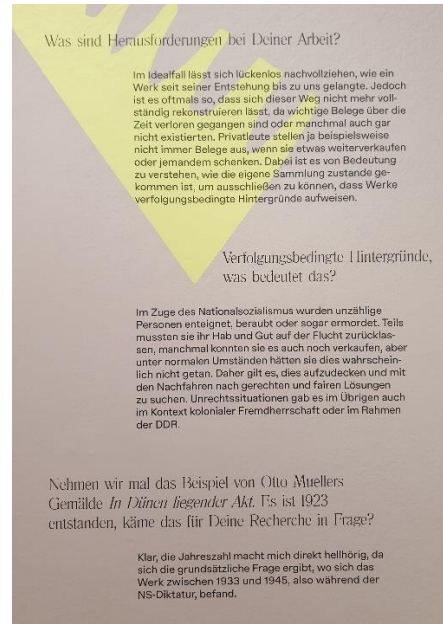 Was sind Herausforderungen bei Deiner Arbeit?
Im Idealfall lässt sich lückenlos nachvollziehen, wie ein
Werk seit seiner Entstehung bis zu uns gelangte. Jedoch
ist es oftmals so, dass sich dieser Weg nicht mehr voll-
ständig rekonstruieren lässt, da wichtige Belege über die
Zeit verloren gegangen sind oder manchmal auch gar
nicht existierten. Privatleute stellen ja beispielsweise
nicht immer Belege aus, wenn sie etwas weiterverkaufen
oder jemandem schenken. Dabei ist es von Bedeutung
zu verstehen, wie die eigene Sammlung zustande ge-
kommen ist, um ausschließen zu können, dass Werke
verfolgungsbedingte Hintergründe aufweisen.
Verfolgungsbedingte Hintergründe,
was bedeutet das?
Im Zuge des Nationalsozialismus wurden unzählige
Personen enteignet, beraubt oder sogar ermordet. Teils
mussten sie ihr Hab und Gut auf der Flucht zurücklas-
sen, manchmal konnten sie es auch noch verkaufen, aber
unter normalen Umständen hätten sie dies wahrschein-
lich nicht getan. Daher gilt es, dies aufzudecken und mit
den Nachfahren nach gerechten und fairen Lösungen
zu suchen. Unrechtssituationen gab es im Übrigen auch
im Kontext kolonialer Fremdherrschaft oder im Rahmen
der DDR.
Nehmen wir mal das Beispiel von Otto Muellers
Gemälde In Dünen liegender Akt. Es ist 1923
entstanden, käme das für Deine Recherche in Frage?
Klar, die Jahreszahl macht mich direkt hellhörig, da
sich die grundsätzliche Frage ergibt, wo sich das
Werk zwischen 1933 und 1945, also während der
NS-Diktatur, befand.